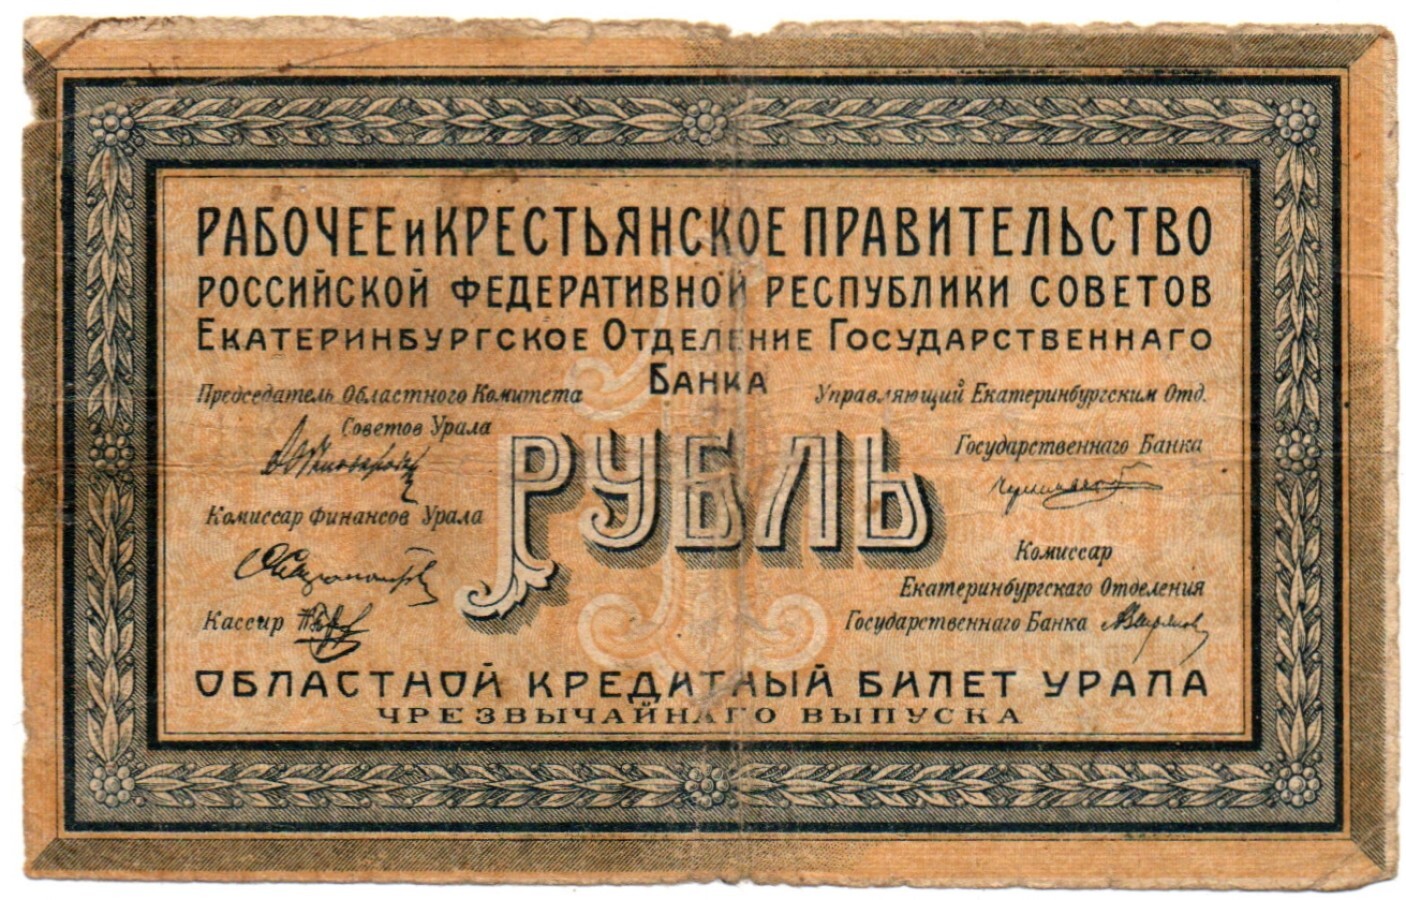 РАБОЧЕЕ и КРЕСТЬЯНСКОЕ ПРАВИТЕЛЬСТВО
РОССИЙСКОЙ ФЕДЕРАТИВНОЙ РЕСПУБЛИКИ СОВЕТОВ
ЕКАТЕРИНБУРГСКОЕ ОТДЕЛЕНИЕ ГОСУДАРСТВЕННАГО
БАНКА
Председатель Областного Комитета
Советов Урала
Комиссар Финансов Урала
Кассир
Управляющий Екатеринбургским Отд.
Государственнаго Банка
Комиссар
Екатеринбургскаго Отделения
Государственнаго Банка
1
РУБЛЬ
ОБЛАСТНОЙ КРЕДИТНЫЙ БИЛЕТ УРАЛА
ЧРЕЗВЫЧАЙНАГО ВЫПУСКА